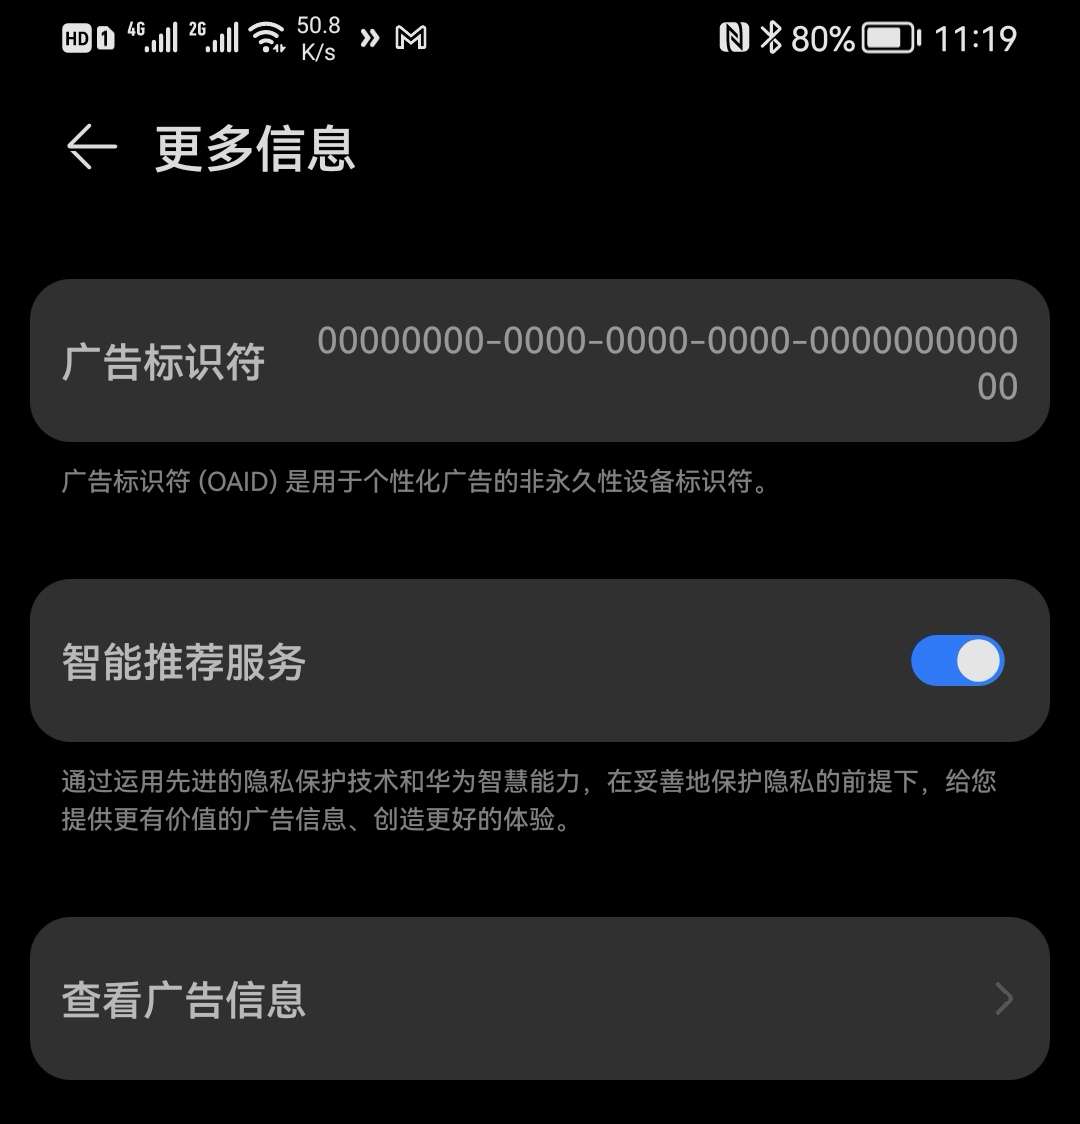 HD 1 4G 2G 50.8 K/s 80% 11:19
更多信息
广告标识符 00000000-0000-0000-0000-0000000000
00
广告标识符 (OAID) 是用于个性化广告的非永久性设备标识符。
智能推荐服务
通过运用先进的隐私保护技术和华为智慧能力，在妥善地保护隐私的前提下，给您
提供更有价值的广告信息、创造更好的体验。
查看广告信息